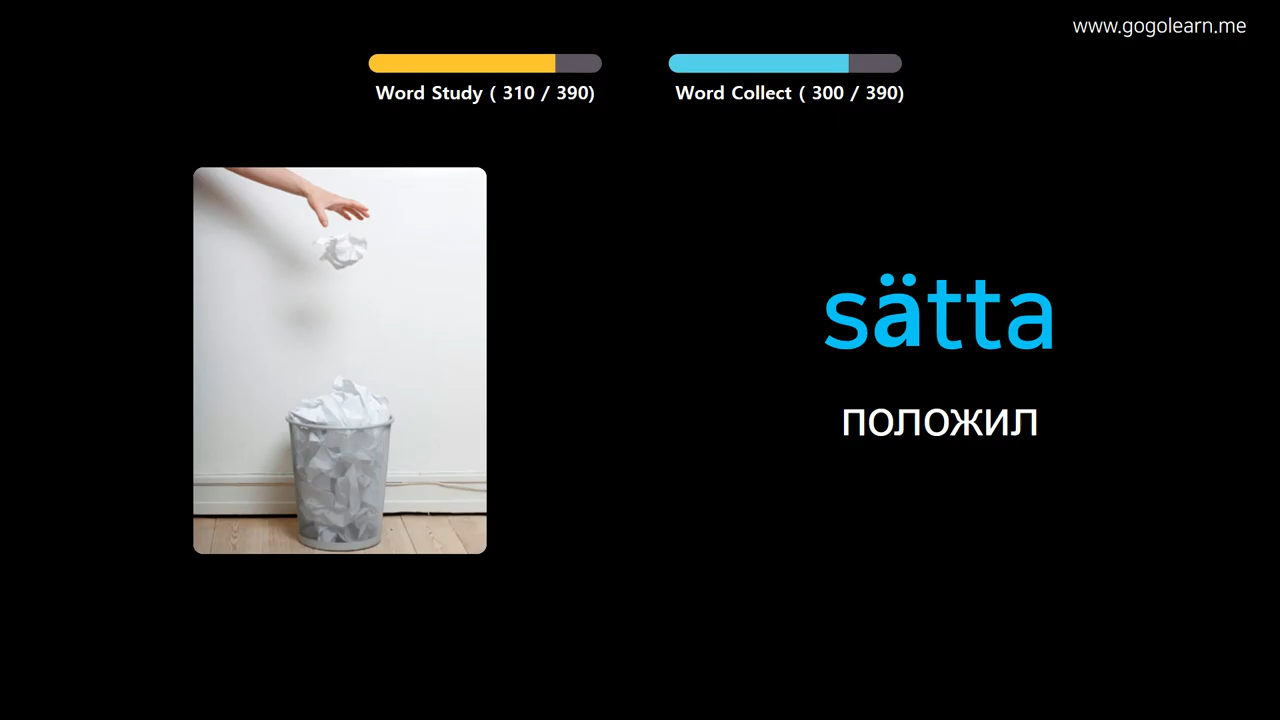 www.gogolearn.me
Word Study ( 310 / 390)
Word Collect ( 300 / 390)
sätta
положил